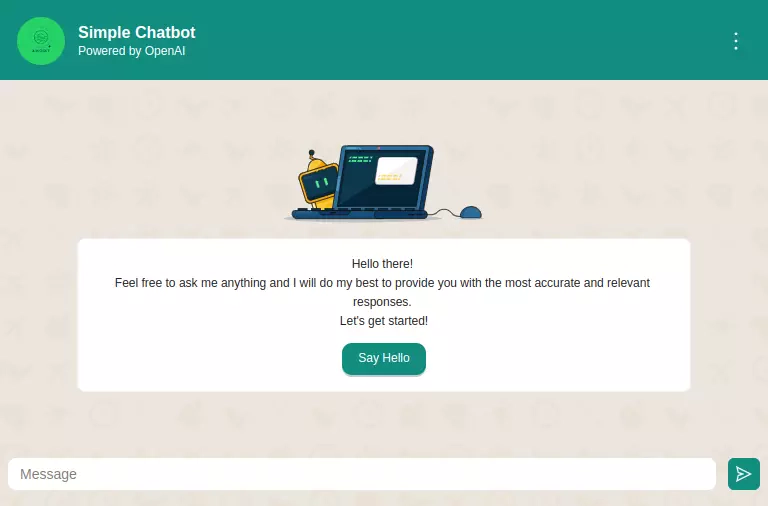 Simple Chatbot
Powered by OpenAI
Hello there!
Feel free to ask me anything and I will do my best to provide you with the most accurate and relevant
responses.
Let's get started!
Say Hello
Message